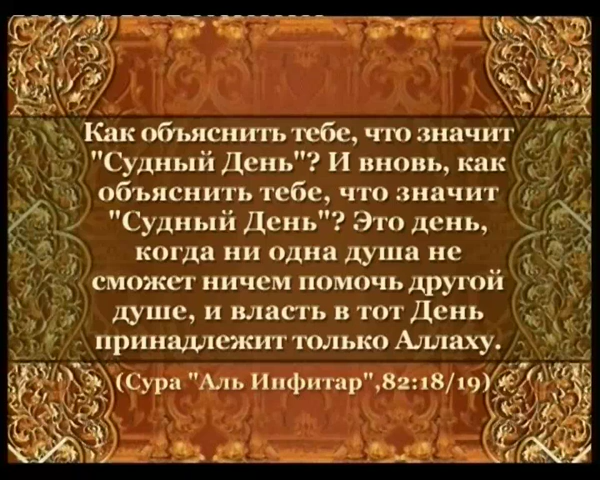 Как объяснить тебе, что значит
"Судный День"? И вновь, как
объяснить тебе, что значит
"Судный День"? Это день,
когда ни одна душа не
сможет ничем помочь другой
душе, и власть в тот День
принадлежит только Аллаху.
(Сура "Аль Инфитар",82:18/19)